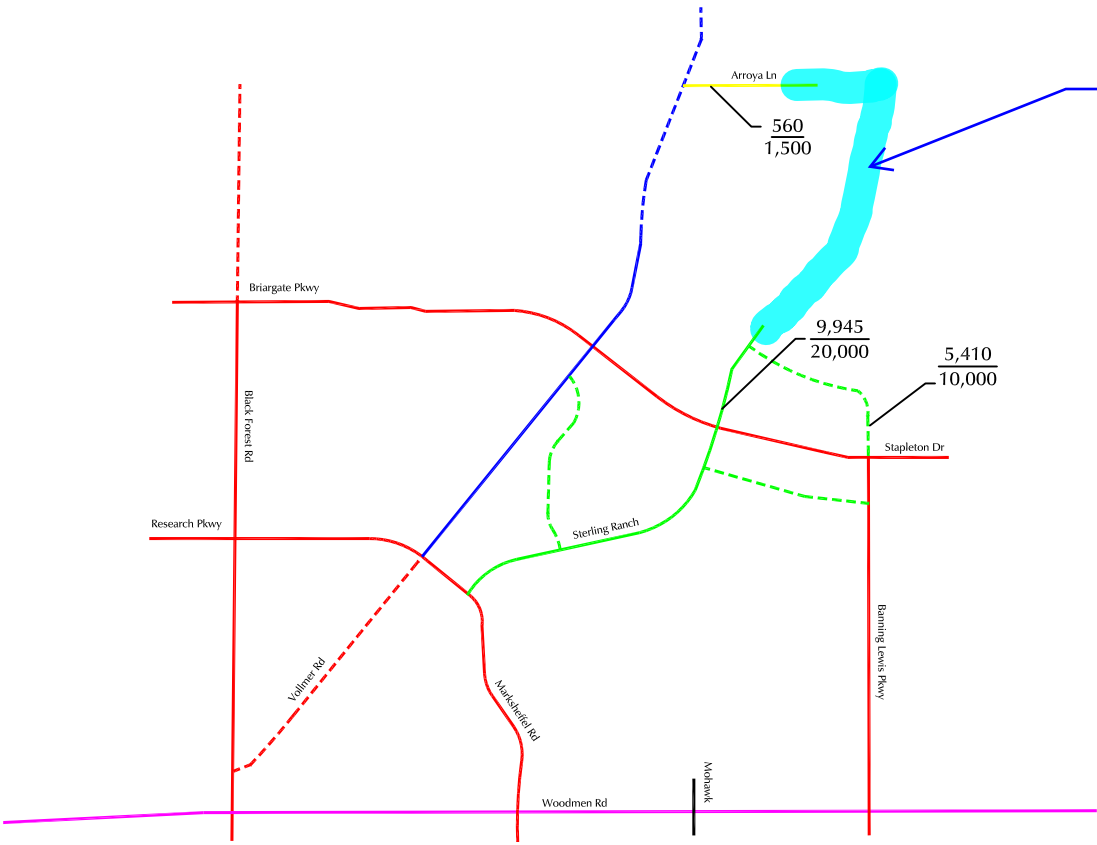 Arroya Ln
560
1,500
Briargate Pkwy
9,945
20,000
5,410
10,000
Black Forest Rd
Stapleton Dr
Research Pkwy
Sterling Ranch
Banning Lewis Pkwy
Vollmer Rd
Marksheffel Rd
Mohawk
Woodmen Rd